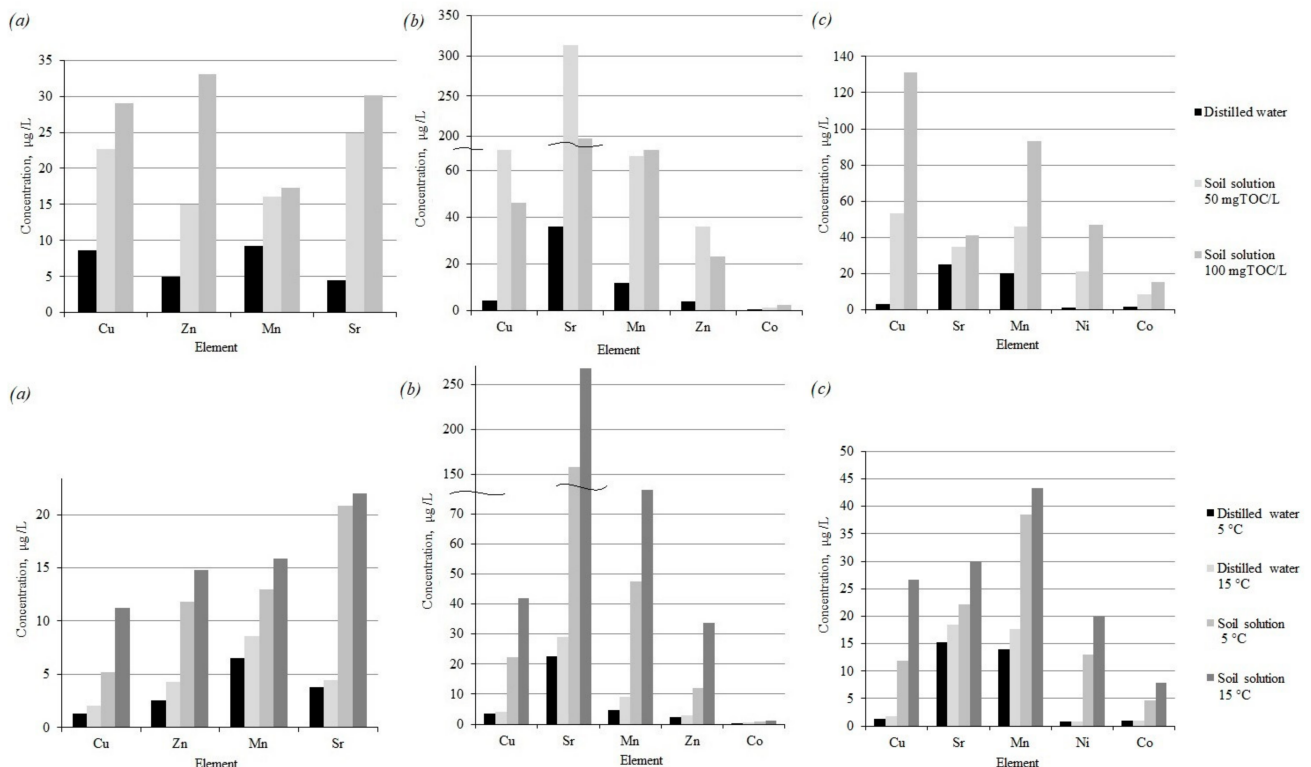 (a)
Concentration, µg/L
35
30
25
20
15
10
5
0
Cu Zn Mn Sr
Element
(b)
Concentration, µg/L
350
300
250
200
60
40
20
0
Cu Sr Mn Zn Co
Element
(c)
Concentration, µg/L
140
120
100
80
60
40
20
0
Cu Sr Mn Ni Co
Element
Distilled water
Soil solution
50 mgTOC/L
Soil solution
100 mgTOC/L
(a)
Concentration, µg/L
20
15
10
5
0
Cu Zn Mn Sr
Element
(b)
Concentration, µg/L
250
200
150
70
60
50
40
30
20
10
0
Cu Sr Mn Zn Co
Element
(c)
Concentration, µg/L
50
45
40
35
30
25
20
15
10
5
0
Cu Sr Mn Ni Co
Element
Distilled water
5 °C
Distilled water
15 °C
Soil solution
5 °C
Soil solution
15 °C